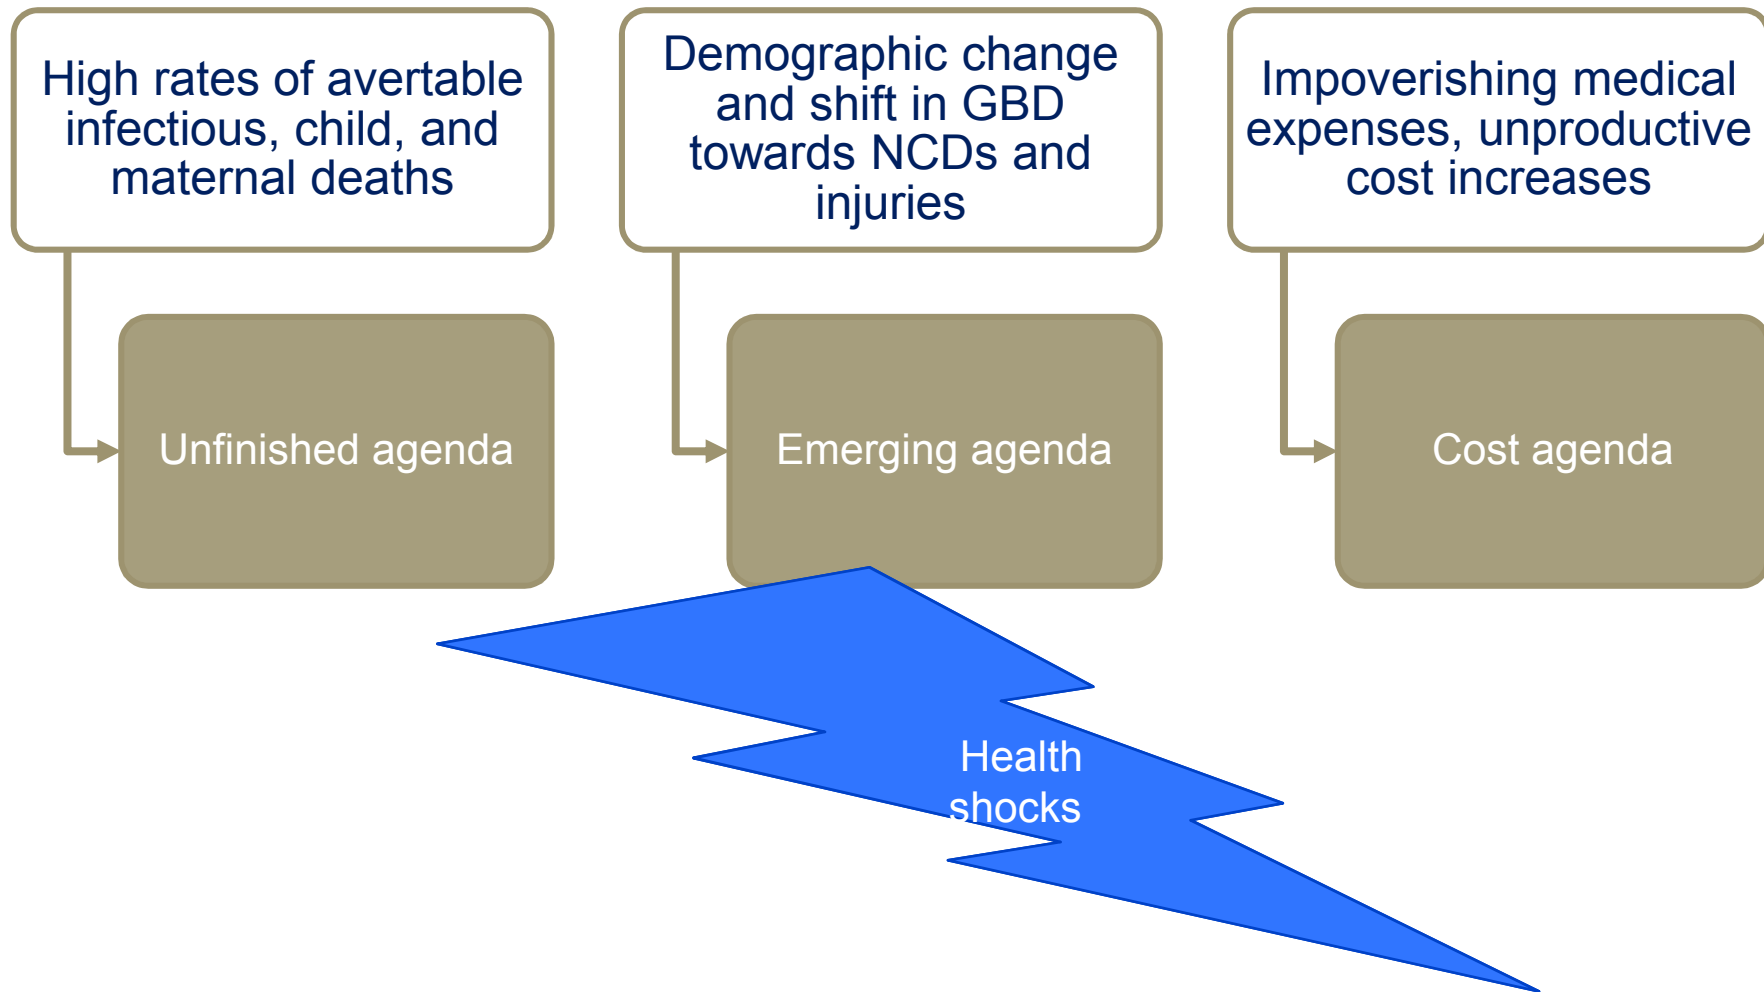 High rates of avertable
infectious, child, and
maternal deaths
Demographic change
and shift in GBD
towards NCDs and
injuries
Impoverishing medical
expenses, unproductive
cost increases
Unfinished agenda
Emerging agenda
Cost agenda
Health
shocks